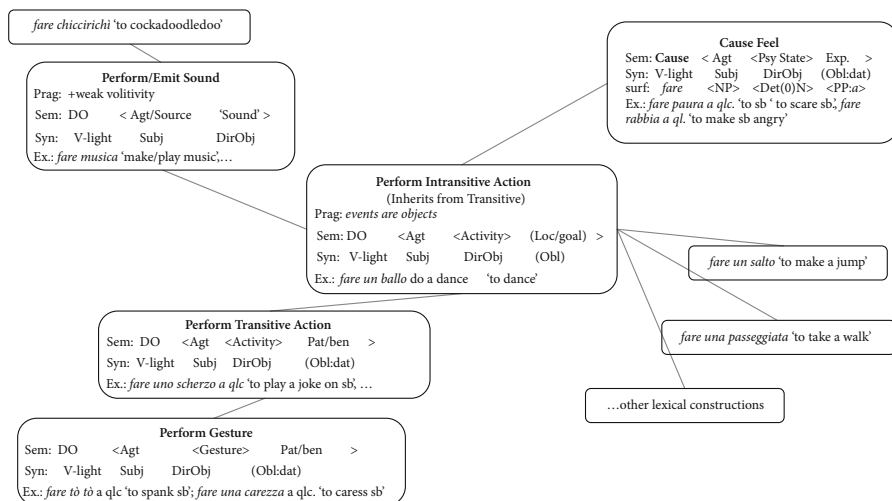 fare chiccirichì 'to cockadoodledoo'
Perform/Emit Sound
Prag: +weak volitivity
Sem: DO < Agt/Source 'Sound' >
Syn: V-light Subj DirObj
Ex.: fare musica 'make/play music',…
Cause Feel
Sem: Cause < Agt <Psy State> Exp. >
Syn: V-light Subj DirObj (Obl:dat)
surf: fare <NP> <Det(0)N> <PP:a>
Ex.: fare paura a qlc. 'to sb ' to scare sb.', fare
rabbia a ql. 'to make sb angry'
Perform Intransitive Action
(Inherits from Transitive)
Prag: events are objects
Sem: DO <Agt <Activity> (Loc/goal) >
Syn: V-light Subj DirObj (Obl)
Ex.: fare un ballo do a dance 'to dance'
fare un salto 'to make a jump'
fare una passeggiata 'to take a walk'
…other lexical constructions
Perform Transitive Action
Sem: DO <Agt <Activity> Pat/ben >
Syn: V-light Subj DirObj (Obl:dat)
Ex.: fare uno scherzo a qlc 'to play a joke on sb', …
Perform Gesture
Sem: DO <Agt <Gesture> Pat/ben >
Syn: V-light Subj DirObj (Obl:dat)
Ex.: fare tò tò a qlc 'to spank sb'; fare una carezza a qlc. 'to caress sb'